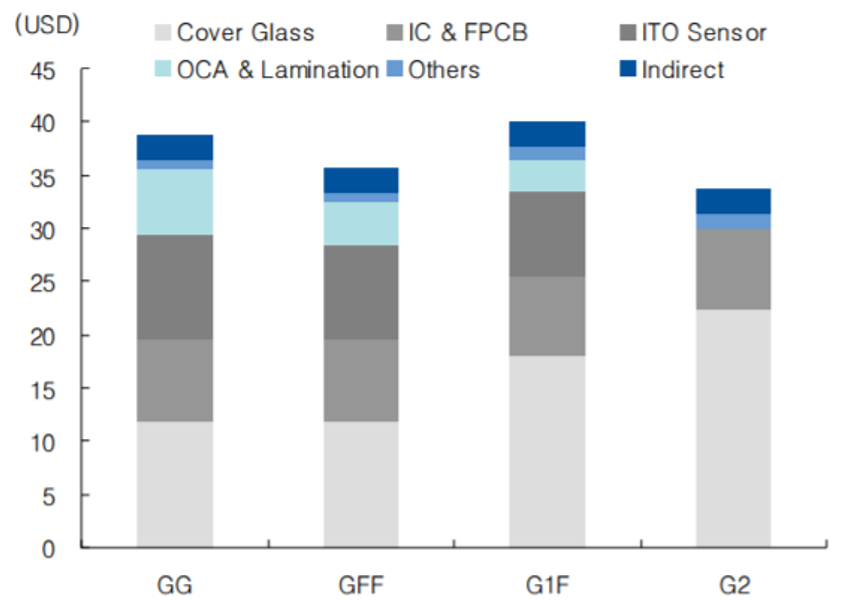 (USD)
Cover Glass IC & FPCB ITO Sensor
OCA & Lamination Others Indirect
45
40
35
30
25
20
15
10
5
0
GG GFF G1F G2